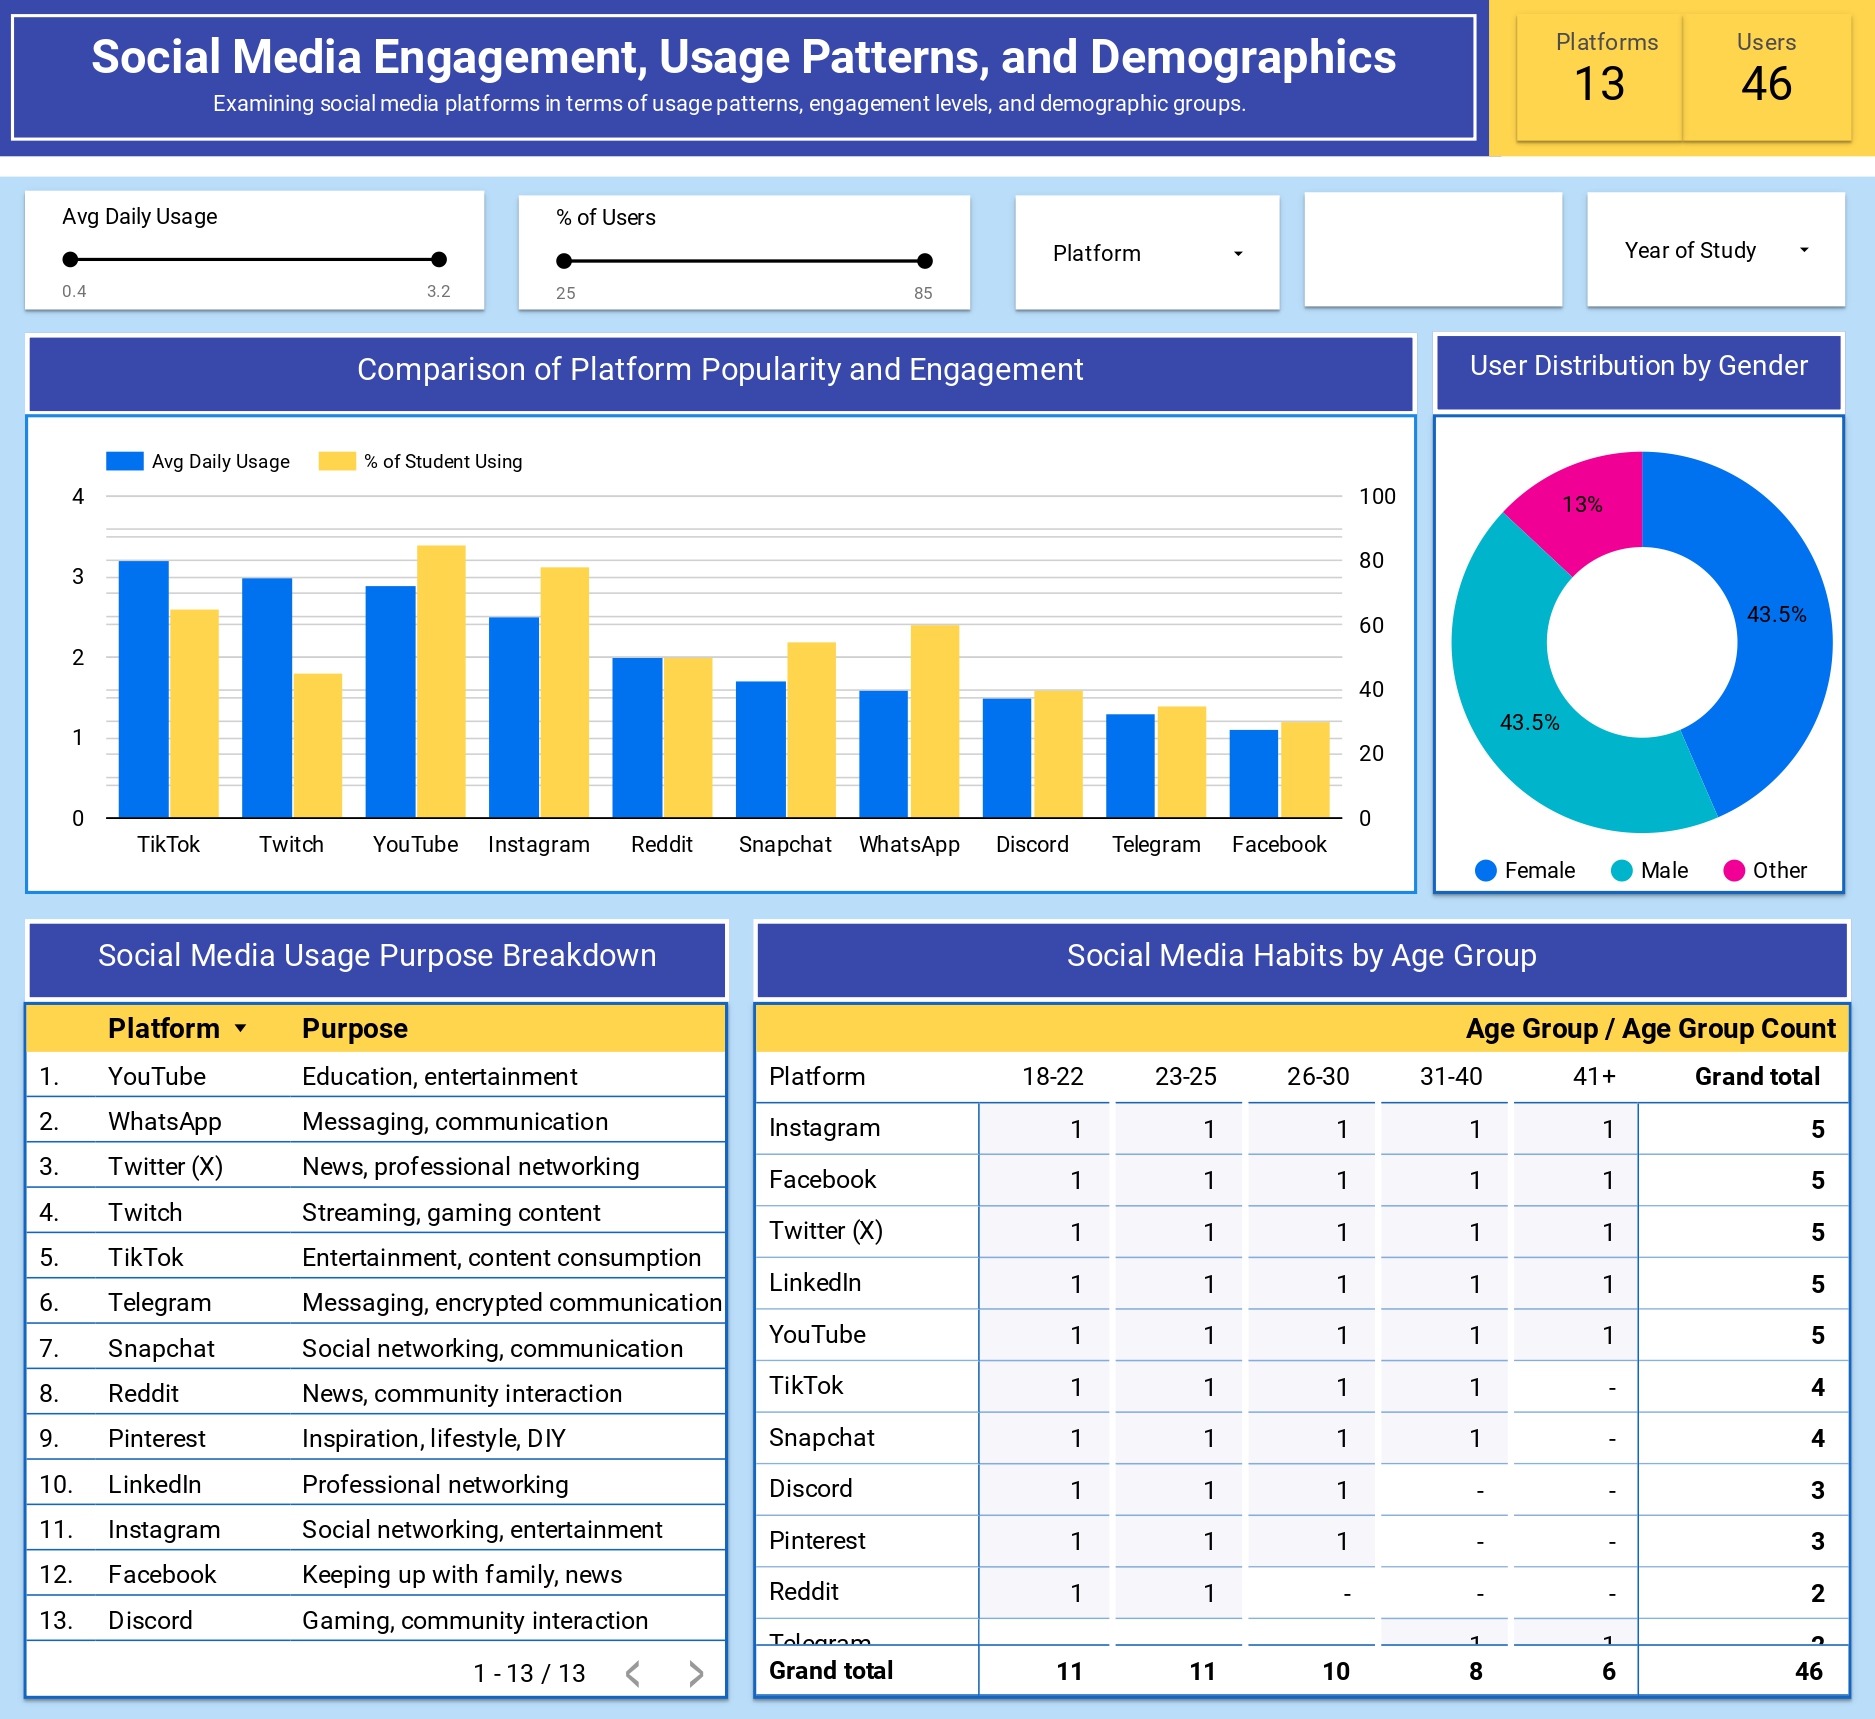 Social Media Engagement, Usage Patterns, and Demographics
Examining social media platforms in terms of usage patterns, engagement levels, and demographic groups.
Platforms
13
Users
46
Avg Daily Usage
0.4 3.2
% of Users
25 85
Platform
Year of Study
Comparison of Platform Popularity and Engagement
Avg Daily Usage % of Student Using
4 100
80
3
60
2
40
1
20
0 0
TikTok Twitch YouTube Instagram Reddit Snapchat WhatsApp Discord Telegram Facebook
User Distribution by Gender
13%
43.5%
43.5%
Female Male Other
Social Media Usage Purpose Breakdown
Platform Purpose
1. YouTube Education, entertainment
2. WhatsApp Messaging, communication
3. Twitter (X) News, professional networking
4. Twitch Streaming, gaming content
5. TikTok Entertainment, content consumption
6. Telegram Messaging, encrypted communication
7. Snapchat Social networking, communication
8. Reddit News, community interaction
9. Pinterest Inspiration, lifestyle, DIY
10. LinkedIn Professional networking
11. Instagram Social networking, entertainment
12. Facebook Keeping up with family, news
13. Discord Gaming, community interaction
1 - 13 / 13
Social Media Habits by Age Group
Age Group / Age Group Count
Platform 18-22 23-25 26-30 31-40 41+ Grand total
Instagram 1 1 1 1 1 5
Facebook 1 1 1 1 1 5
Twitter (X) 1 1 1 1 1 5
LinkedIn 1 1 1 1 1 5
YouTube 1 1 1 1 1 5
TikTok 1 1 1 1 - 4
Snapchat 1 1 1 1 - 4
Discord 1 1 1 - - 3
Pinterest 1 1 1 - - 3
Reddit 1 1 - - - 2
Telegram 1 1 2
Grand total 11 11 10 8 6 46